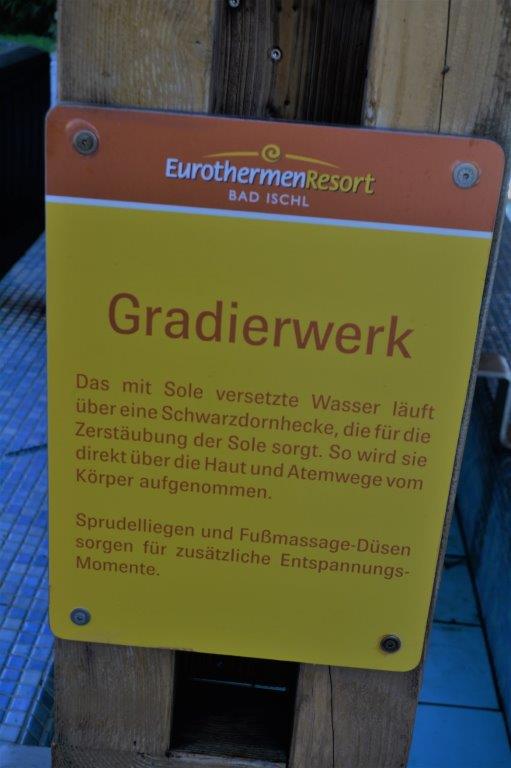 EurothermenResort
BAD ISCHL
Gradierwerk
Das mit Sole versetzte Wasser läuft
über eine Schwarzdornhecke, die für die
Zerstäubung der Sole sorgt. So wird sie
direkt über die Haut und Atemwege vom
Körper aufgenommen.
Sprudelliegen und Fußmassage-Düsen
sorgen für zusätzliche Entspannungs-
Momente.